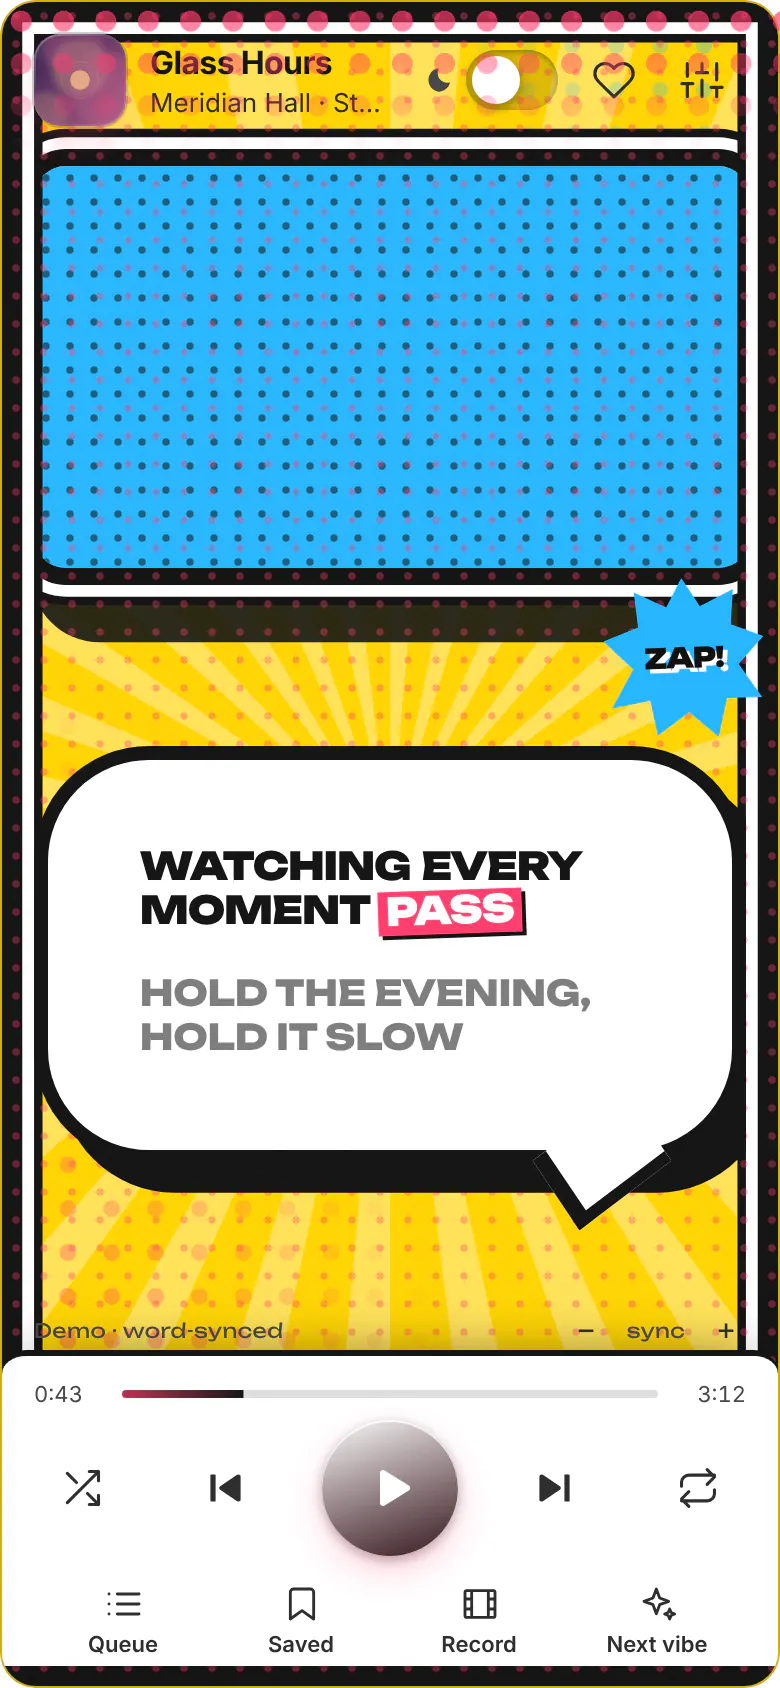 Glass Hours
Meridian Hall · St...
ZAP!
WATCHING EVERY
MOMENT PASS
HOLD THE EVENING,
HOLD IT SLOW
Demo · word-synced
− sync +
0:43
3:12
Queue
Saved
Record
Next vibe